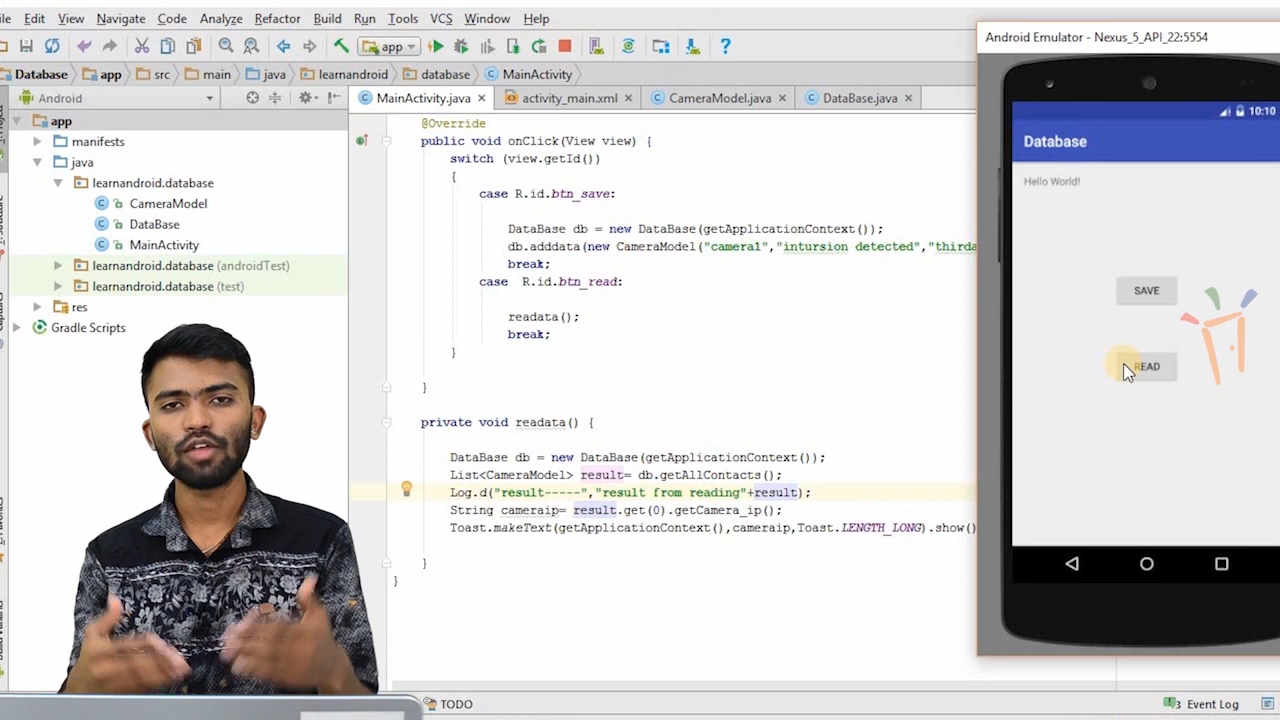 Edit View Navigate Code Analyze Refactor Build Run Tools VCS Window Help
app
Database app src main java learnandroid database MainActivity
Android
MainActivity.java activity_main.xml CameraModel.java DataBase.java
app
manifests
java
learnandroid.database
CameraModel
DataBase
MainActivity
learnandroid.database (androidTest)
learnandroid.database (test)
res
Gradle Scripts
@Override
public void onClick(View view) {
switch (view.getId())
{
case R.id.btn_save:
DataBase db = new DataBase(getApplicationContext());
db.adddata(new CameraModel("camera1","intursion detected","thirda
break;
case R.id.btn_read:
readata();
break;
}
}
private void readata() {
DataBase db = new DataBase(getApplicationContext());
List<CameraModel> result= db.getAllContacts();
Log.d("result-----","result from reading"+result);
String cameraip= result.get(0).getCamera_ip();
Toast.makeText(getApplicationContext(),cameraip,Toast.LENGTH_LONG).show()
}
}
TODO
3 Event Log
Android Emulator - Nexus_5_API_22:5554
10:10
Database
Hello World!
SAVE
READ